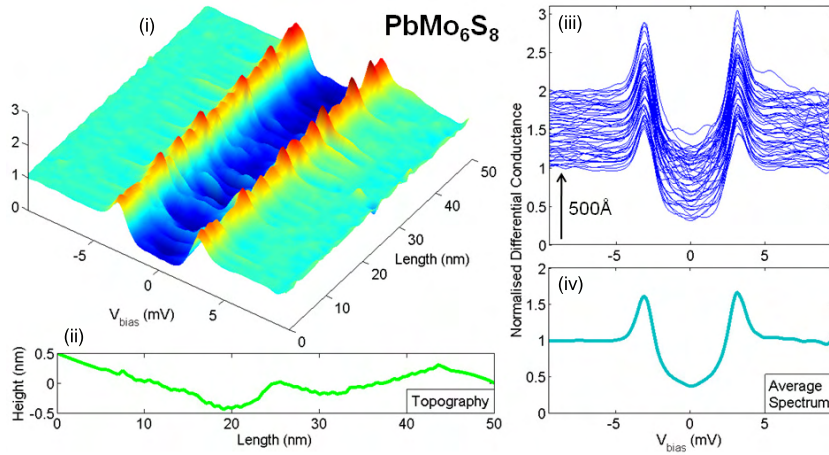 (i)
PbMo₆S₈
3
2
1
0
-5
0
5
V_bias (mV)
0
10
20
30
40
50
Length (nm)
(ii)
0.5
0
-0.5
Height (nm)
0
10
20
30
40
50
Length (nm)
Topography
(iii)
3
2.5
2
1.5
1
0.5
0
500Å
-5
0
5
Normalised Differential Conductance
(iv)
2
1.5
1
0.5
0
-5
0
5
V_bias (mV)
Average
Spectrum